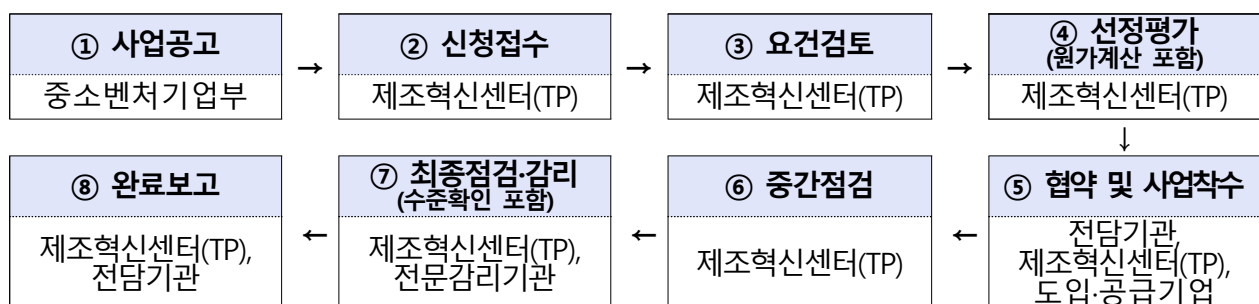 ① 사업공고
중소벤처기업부
→
② 신청접수
제조혁신센터(TP)
→
③ 요건검토
제조혁신센터(TP)
→
④ 선정평가
(원가계산 포함)
제조혁신센터(TP)
↓
⑤ 협약 및 사업착수
전담기관,
제조혁신센터(TP),
도입·공급기업
←
⑥ 중간점검
제조혁신센터(TP)
←
⑦ 최종점검·감리
(수준확인 포함)
제조혁신센터(TP),
전문감리기관
←
⑧ 완료보고
제조혁신센터(TP),
전담기관